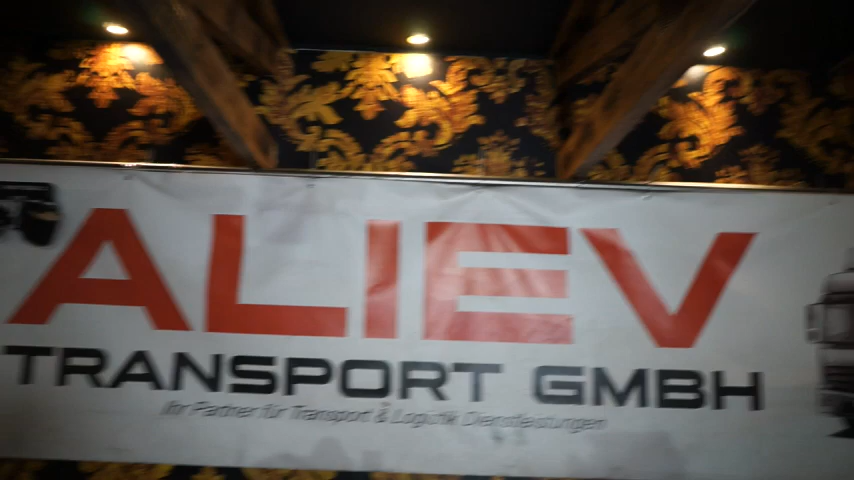 ALIEV
TRANSPORT GMBH
Ihr Partner für Transport & Logistik Dienstleistungen